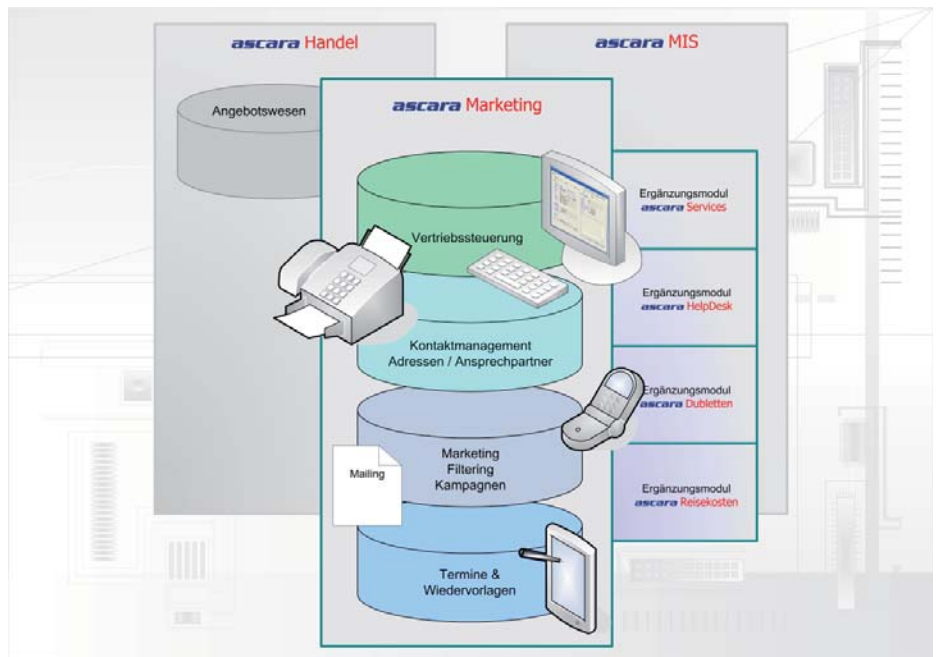 ascara Handel
ascara MIS
Angebotswesen
ascara Marketing
Vertriebssteuerung
Kontaktmanagement
Adressen / Ansprechpartner
Marketing
Filtering
Kampagnen
Mailing
Termine &
Wiedervorlagen
Ergänzungsmodul
ascara Services
Ergänzungsmodul
ascara HelpDesk
Ergänzungsmodul
ascara Dubletten
Ergänzungsmodul
ascara Reisekosten